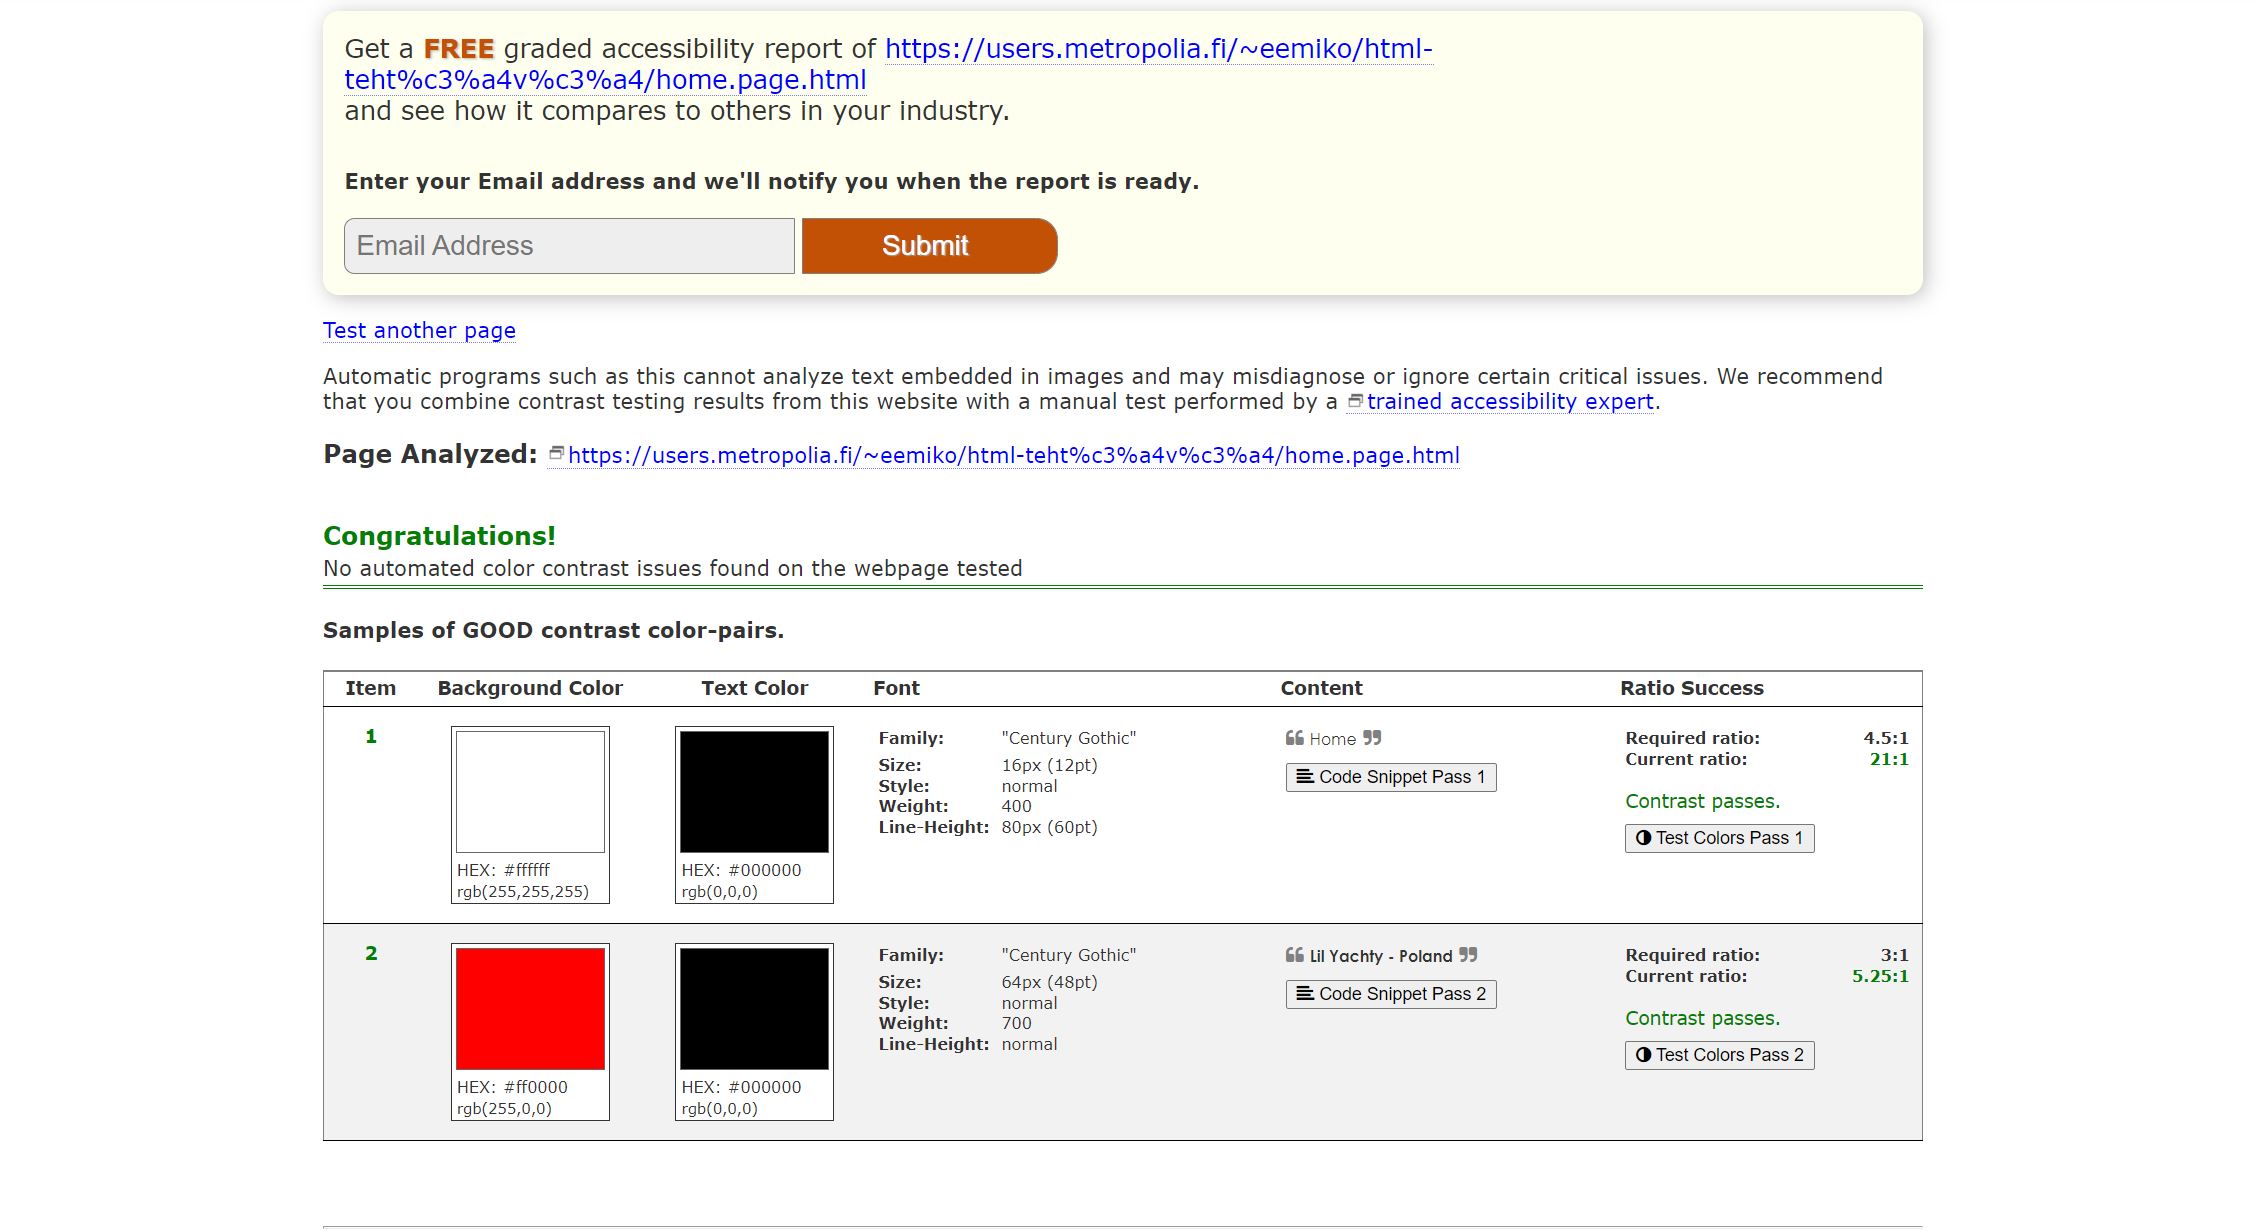 Get a FREE graded accessibility report of https://users.metropolia.fi/~eemiko/html-
teht%c3%a4v%c3%a4/home.page.html
and see how it compares to others in your industry.
Enter your Email address and we'll notify you when the report is ready.
Email Address
Submit
Test another page
Automatic programs such as this cannot analyze text embedded in images and may misdiagnose or ignore certain critical issues. We recommend
that you combine contrast testing results from this website with a manual test performed by a trained accessibility expert.
Page Analyzed: https://users.metropolia.fi/~eemiko/html-teht%c3%a4v%c3%a4/home.page.html
Congratulations!
No automated color contrast issues found on the webpage tested
Samples of GOOD contrast color-pairs.
Item Background Color Text Color Font Content Ratio Success
1
HEX: #ffffff
rgb(255,255,255)
HEX: #000000
rgb(0,0,0)
Family: "Century Gothic"
Size: 16px (12pt)
Style: normal
Weight: 400
Line-Height: 80px (60pt)
❝ Home ❞
Code Snippet Pass 1
Required ratio: 4.5:1
Current ratio: 21:1
Contrast passes.
Test Colors Pass 1
2
HEX: #ff0000
rgb(255,0,0)
HEX: #000000
rgb(0,0,0)
Family: "Century Gothic"
Size: 64px (48pt)
Style: normal
Weight: 700
Line-Height: normal
❝ Lil Yachty - Poland ❞
Code Snippet Pass 2
Required ratio: 3:1
Current ratio: 5.25:1
Contrast passes.
Test Colors Pass 2